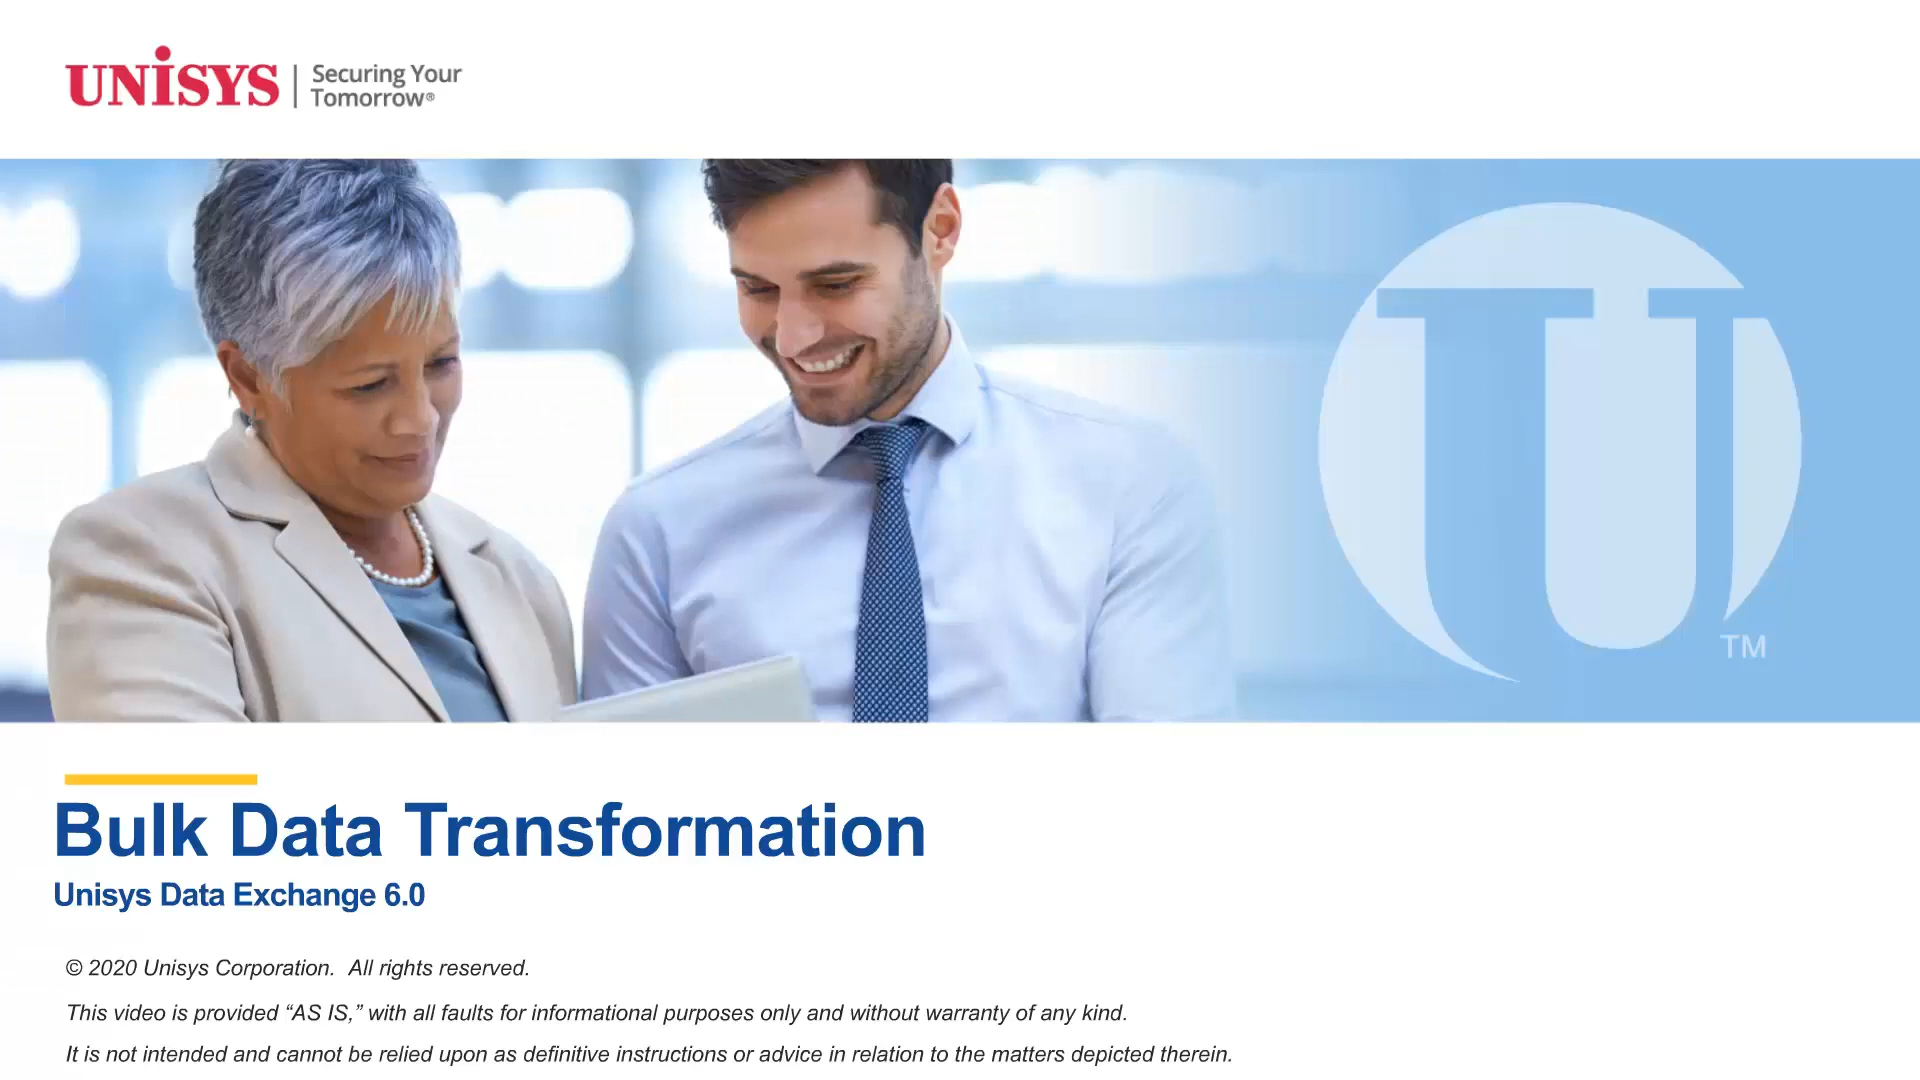 UNiSYS | Securing Your
Tomorrow®
TM
Bulk Data Transformation
Unisys Data Exchange 6.0
© 2020 Unisys Corporation.  All rights reserved.
This video is provided “AS IS,” with all faults for informational purposes only and without warranty of any kind.
It is not intended and cannot be relied upon as definitive instructions or advice in relation to the matters depicted therein.